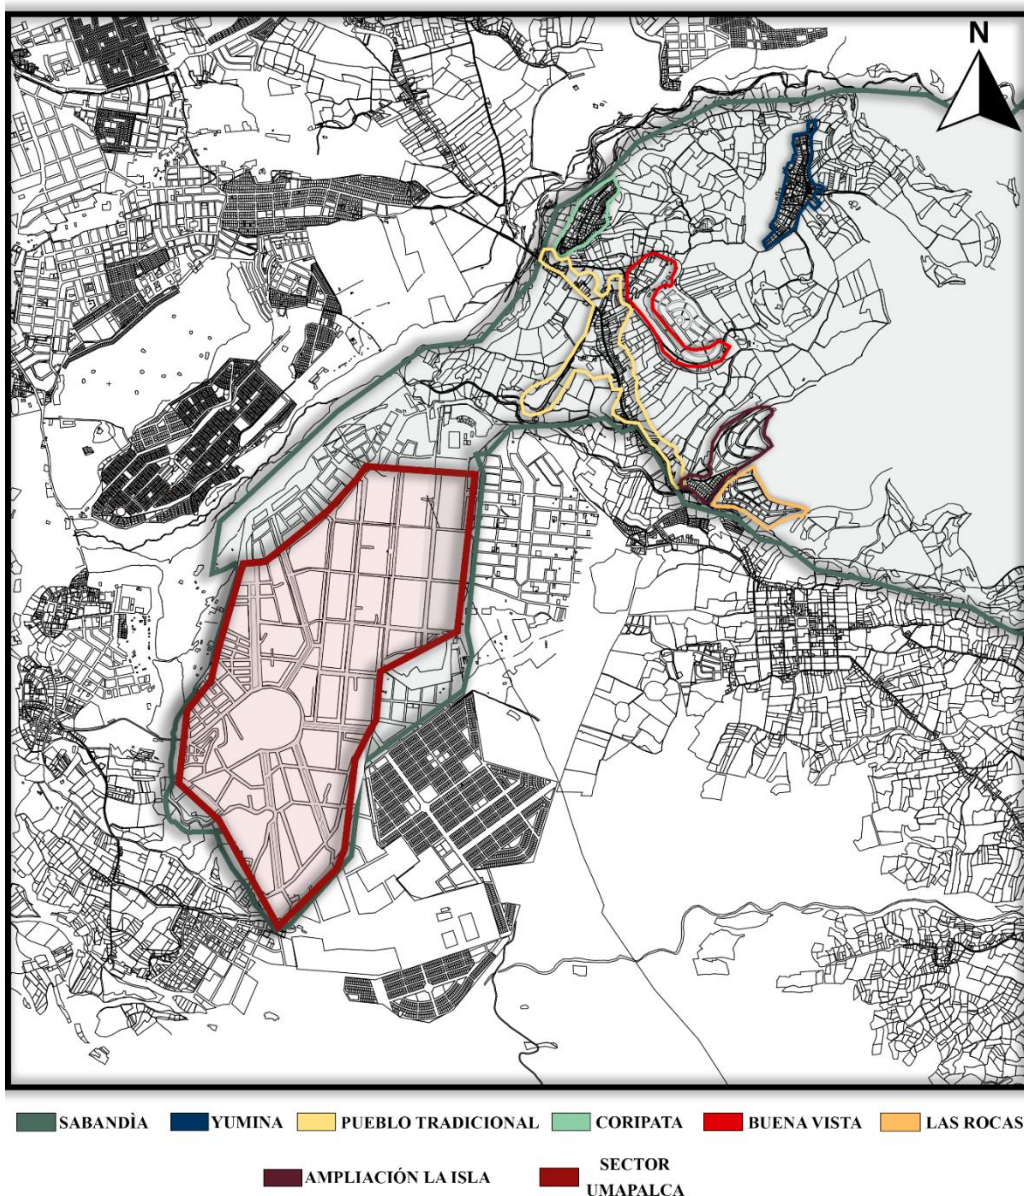 N
SABANDÌA YUMINA PUEBLO TRADICIONAL CORIPATA BUENA VISTA LAS ROCAS
AMPLIACIÓN LA ISLA SECTOR
UMAPALCA